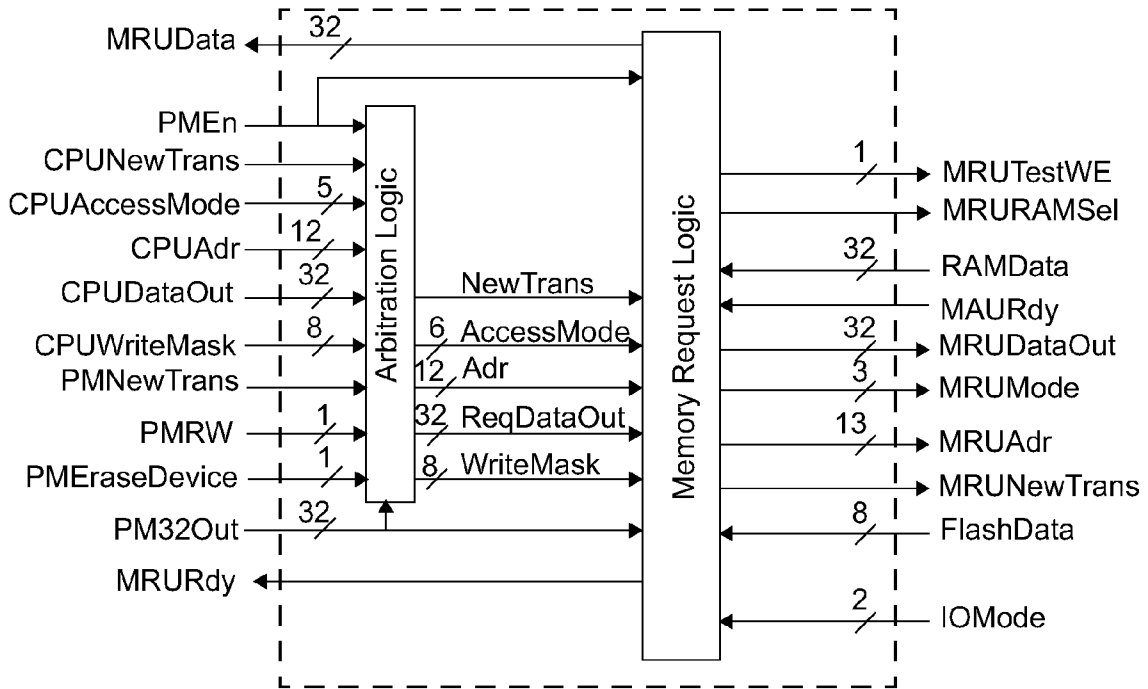 MRUData
32
PMEn
CPUNewTrans
CPUAccessMode
5
CPUAdr
12
CPUDataOut
32
CPUWriteMask
8
PMNewTrans
PMRW
1
PMEraseDevice
1
PM32Out
32
MRURdy
Arbitration Logic
NewTrans
6
AccessMode
12
Adr
32
ReqDataOut
8
WriteMask
Memory Request Logic
1
MRUTestWE
MRURAMSel
32
RAMData
MAURdy
32
MRUDataOut
3
MRUMode
13
MRUAdr
MRUNewTrans
8
FlashData
2
IOMode